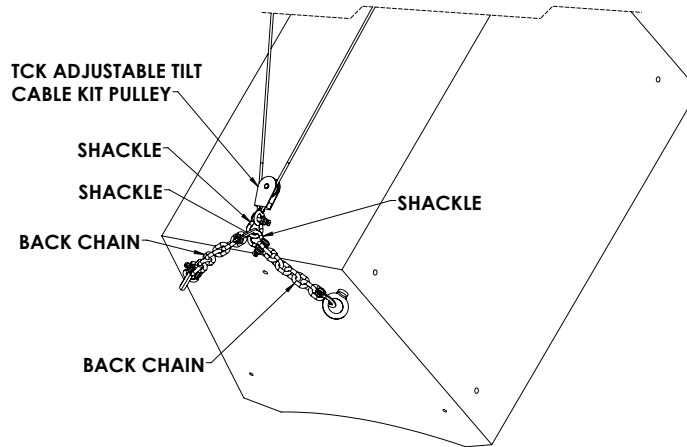 TCK ADJUSTABLE TILT
CABLE KIT PULLEY
SHACKLE
SHACKLE
SHACKLE
BACK CHAIN
BACK CHAIN